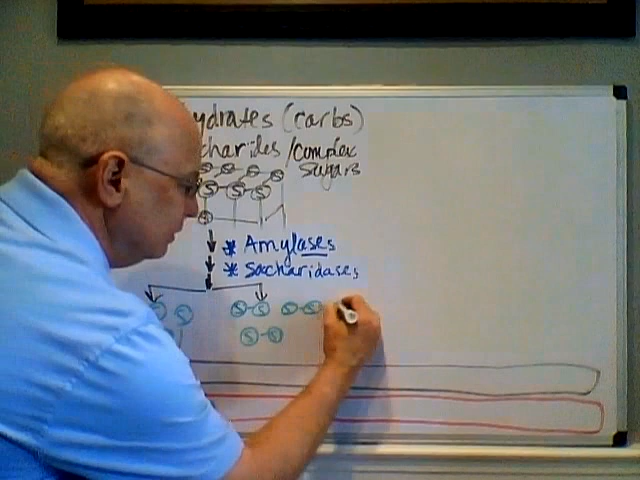 ydrates (carbs)
charides / complex
sugars
S S S
* Amylases
* Saccharidases
S S - S S - S
S - S